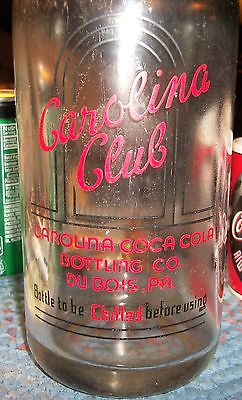 Carolina
Club
CAROLINA COCA COLA
BOTTLING CO.
DU BOIS, PA.
Bottle to be Chilled before using